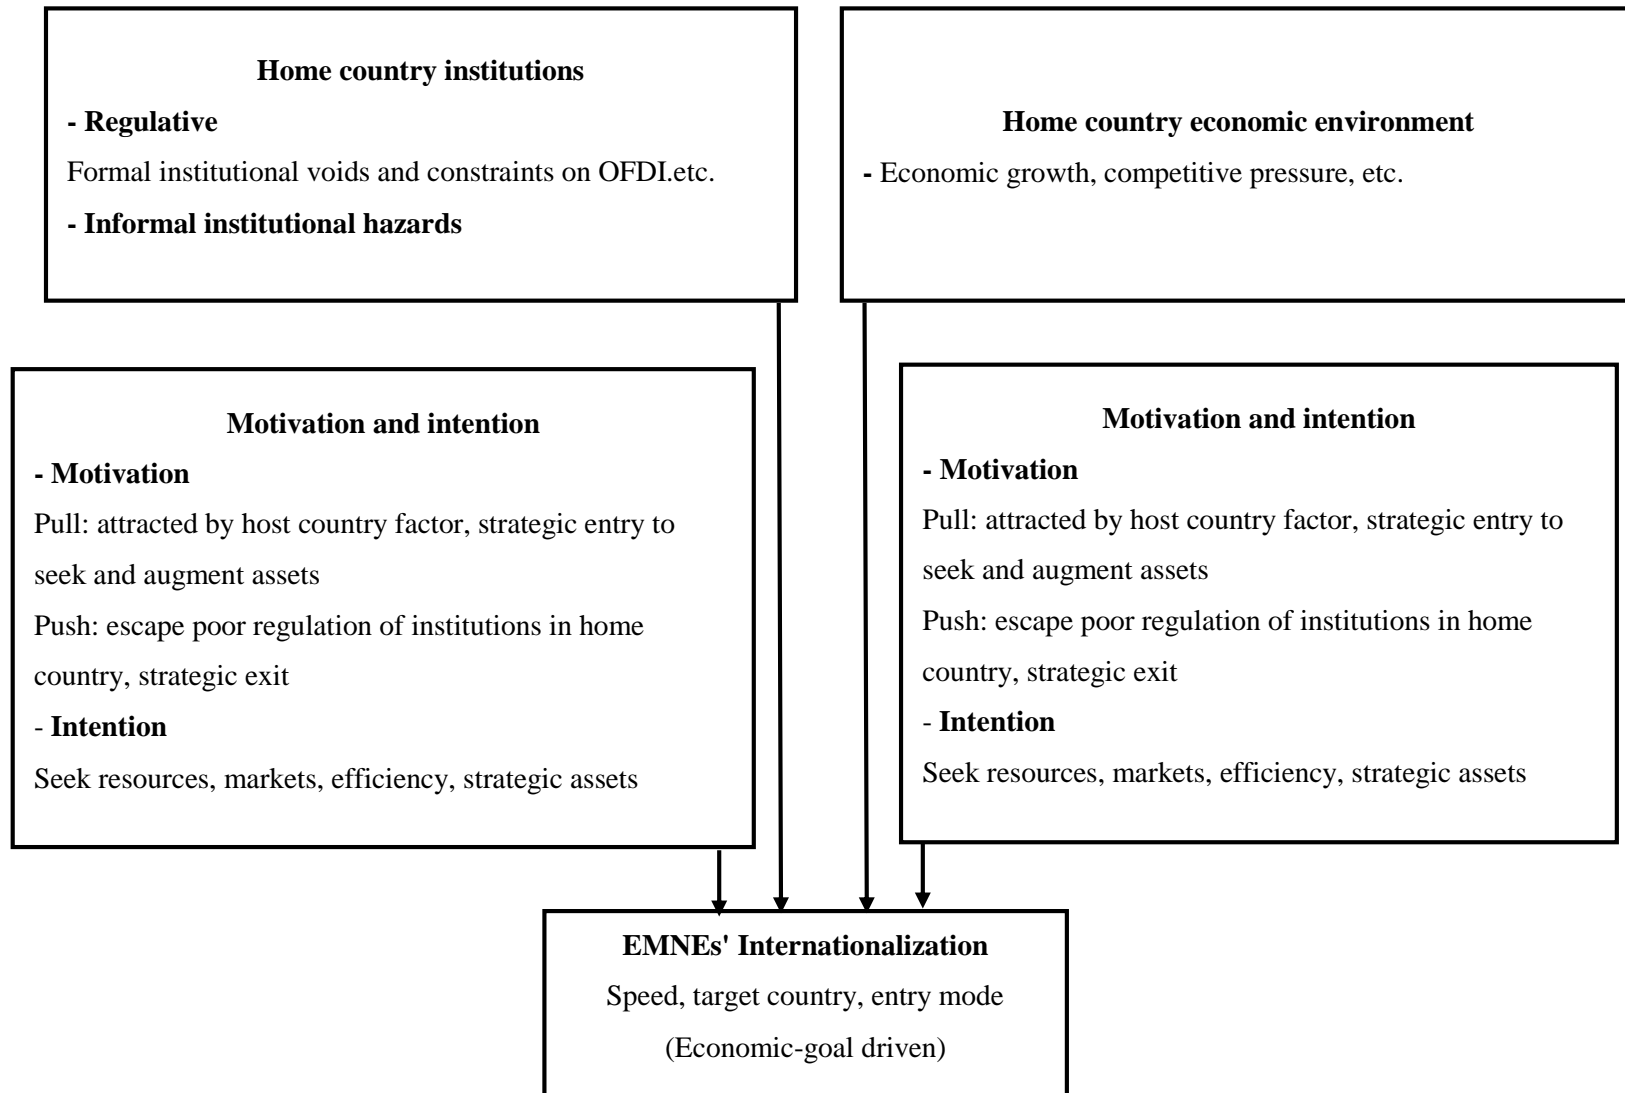 Home country institutions
- Regulative
Formal institutional voids and constraints on OFDI.etc.
- Informal institutional hazards
Home country economic environment
- Economic growth, competitive pressure, etc.
Motivation and intention
- Motivation
Pull: attracted by host country factor, strategic entry to
seek and augment assets
Push: escape poor regulation of institutions in home
country, strategic exit
- Intention
Seek resources, markets, efficiency, strategic assets
Motivation and intention
- Motivation
Pull: attracted by host country factor, strategic entry to
seek and augment assets
Push: escape poor regulation of institutions in home
country, strategic exit
- Intention
Seek resources, markets, efficiency, strategic assets
EMNEs' Internationalization
Speed, target country, entry mode
(Economic-goal driven)